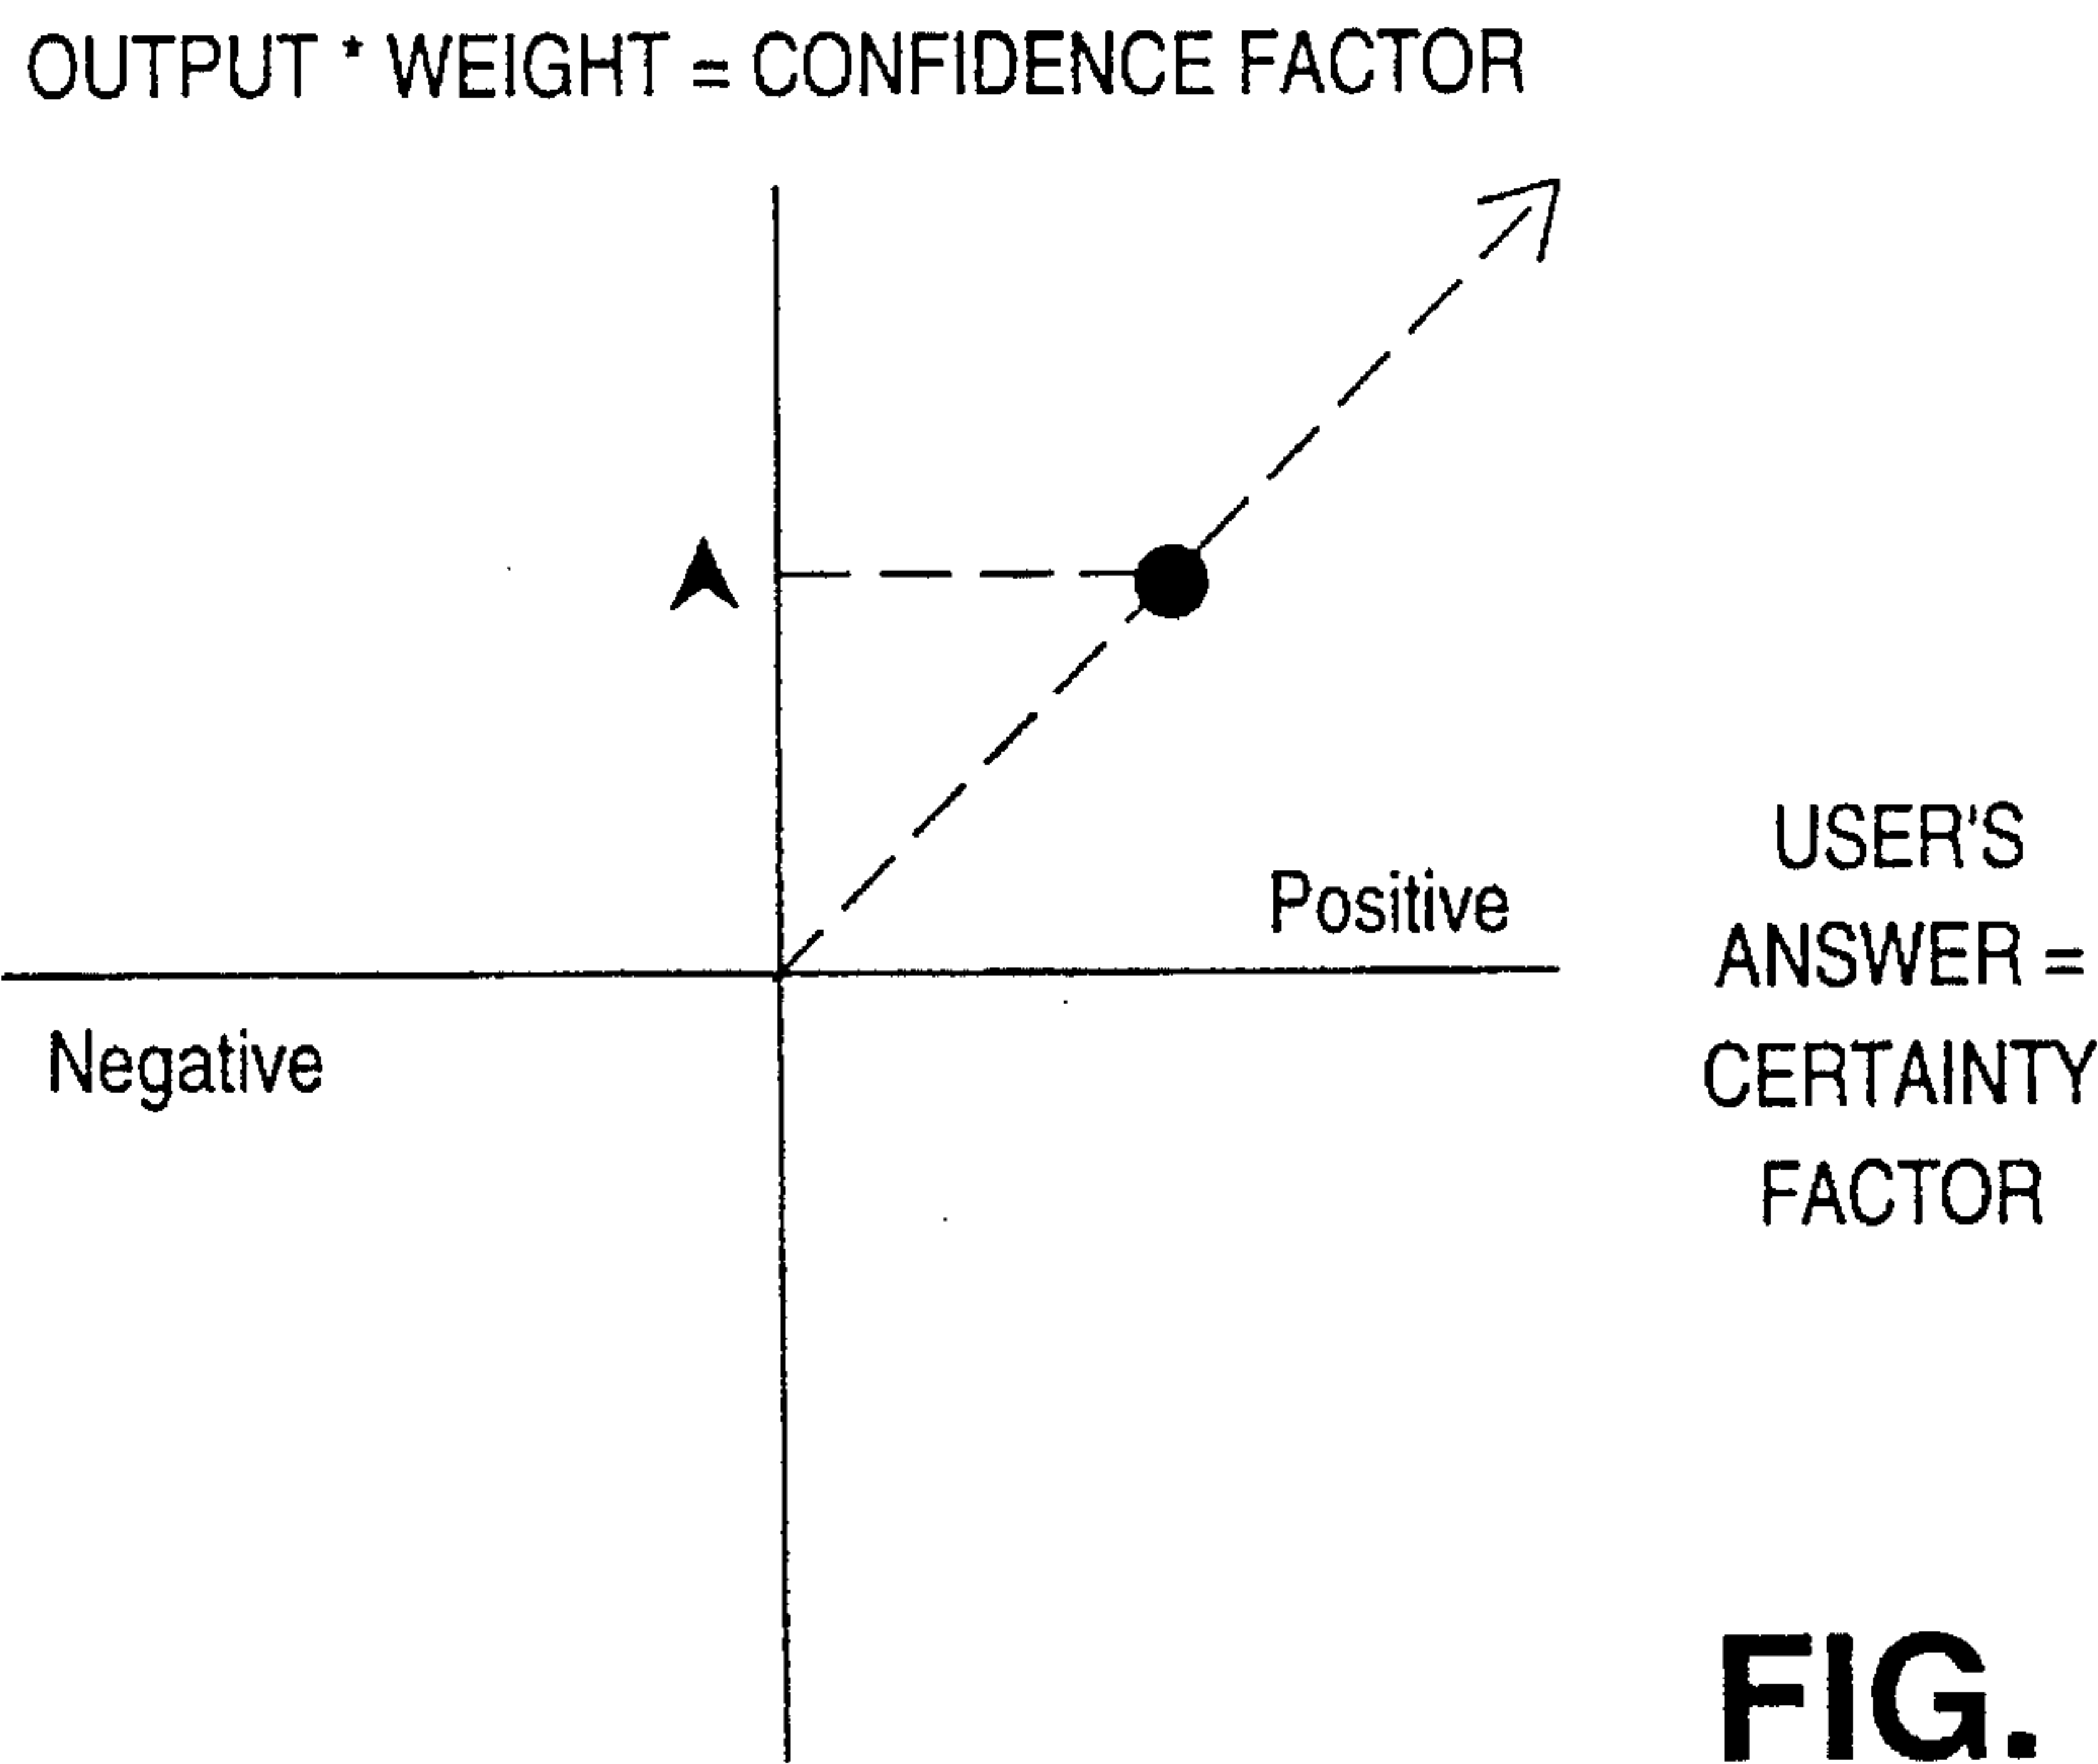 OUTPUT * WEIGHT = CONFIDENCE FACTOR
Positive
Negative
USER'S
ANSWER =
CERTAINTY
FACTOR
FIG.